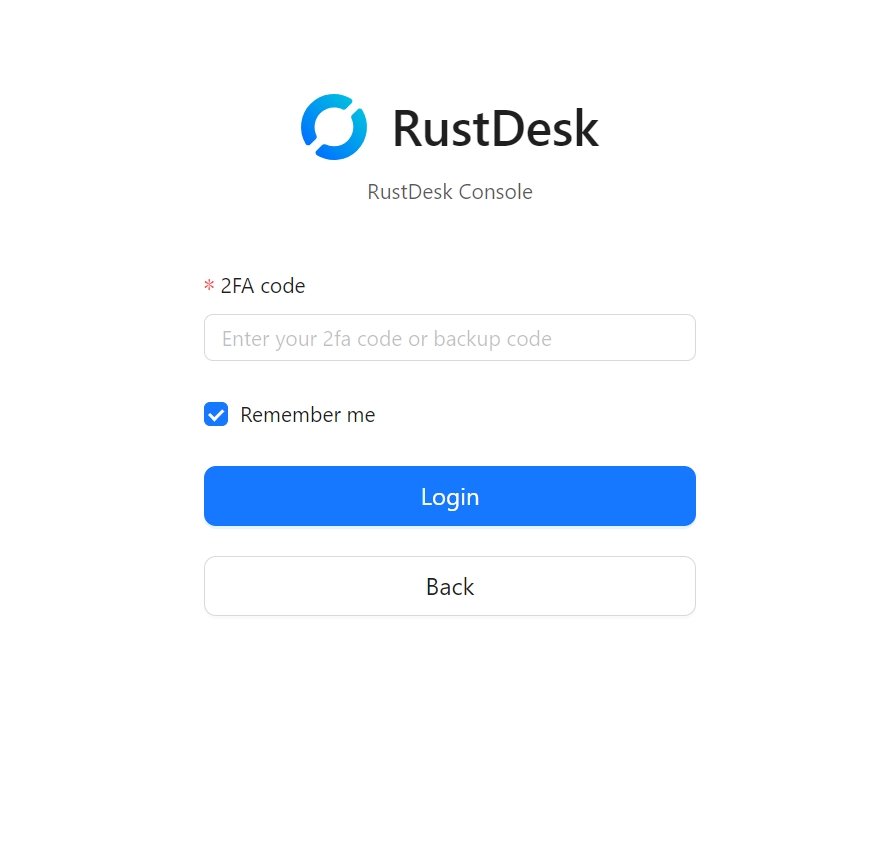 RustDesk
RustDesk Console
* 2FA code
Enter your 2fa code or backup code
Remember me
Login
Back